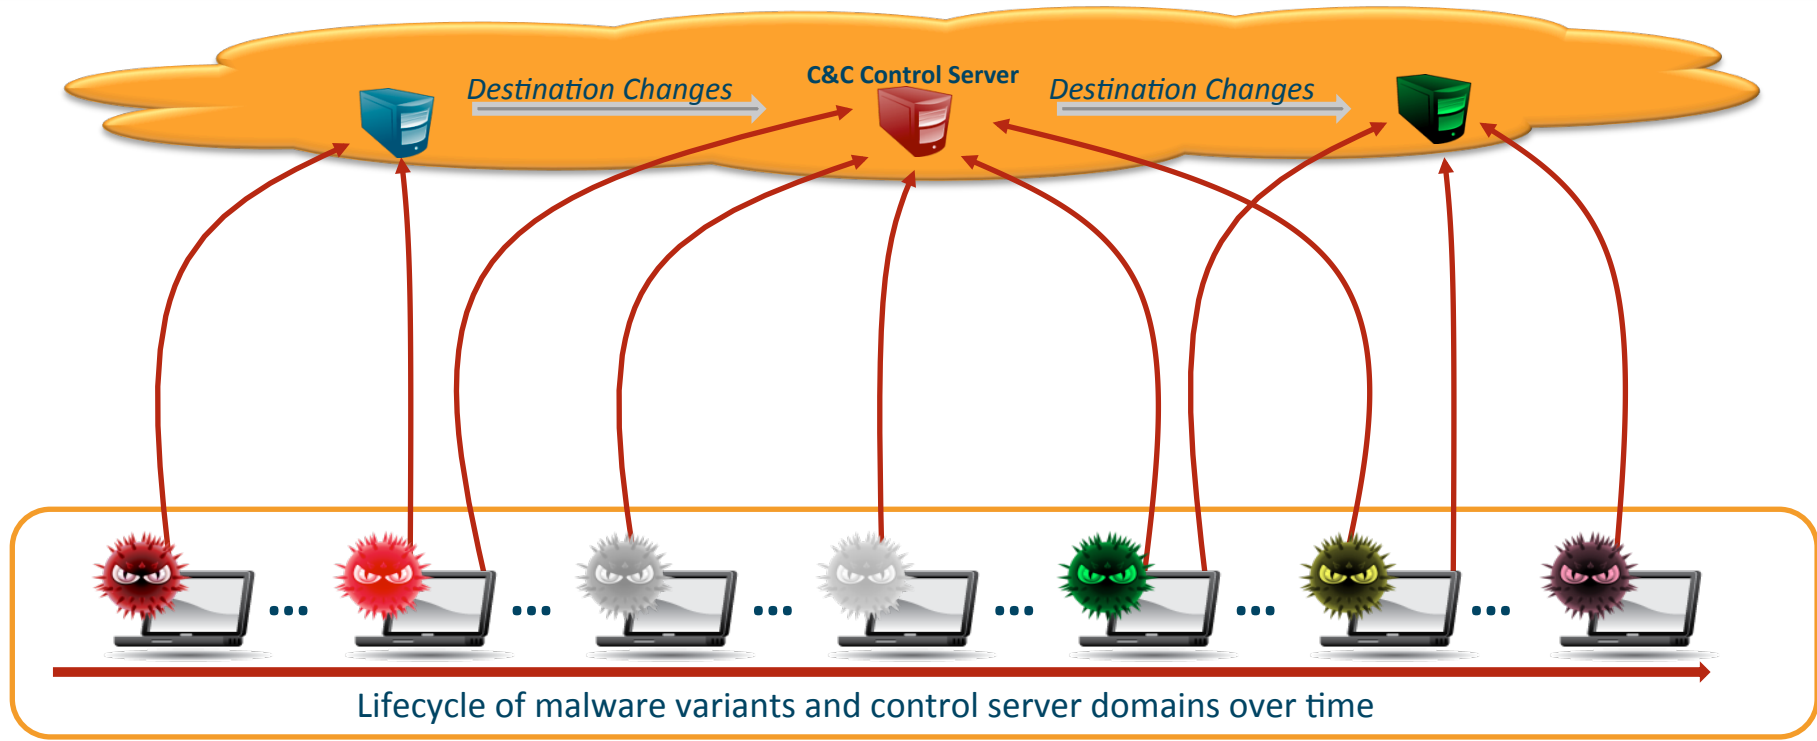 C&C Control Server
Destination Changes
Destination Changes
... ... ... ... ... ...
Lifecycle of malware variants and control server domains over time